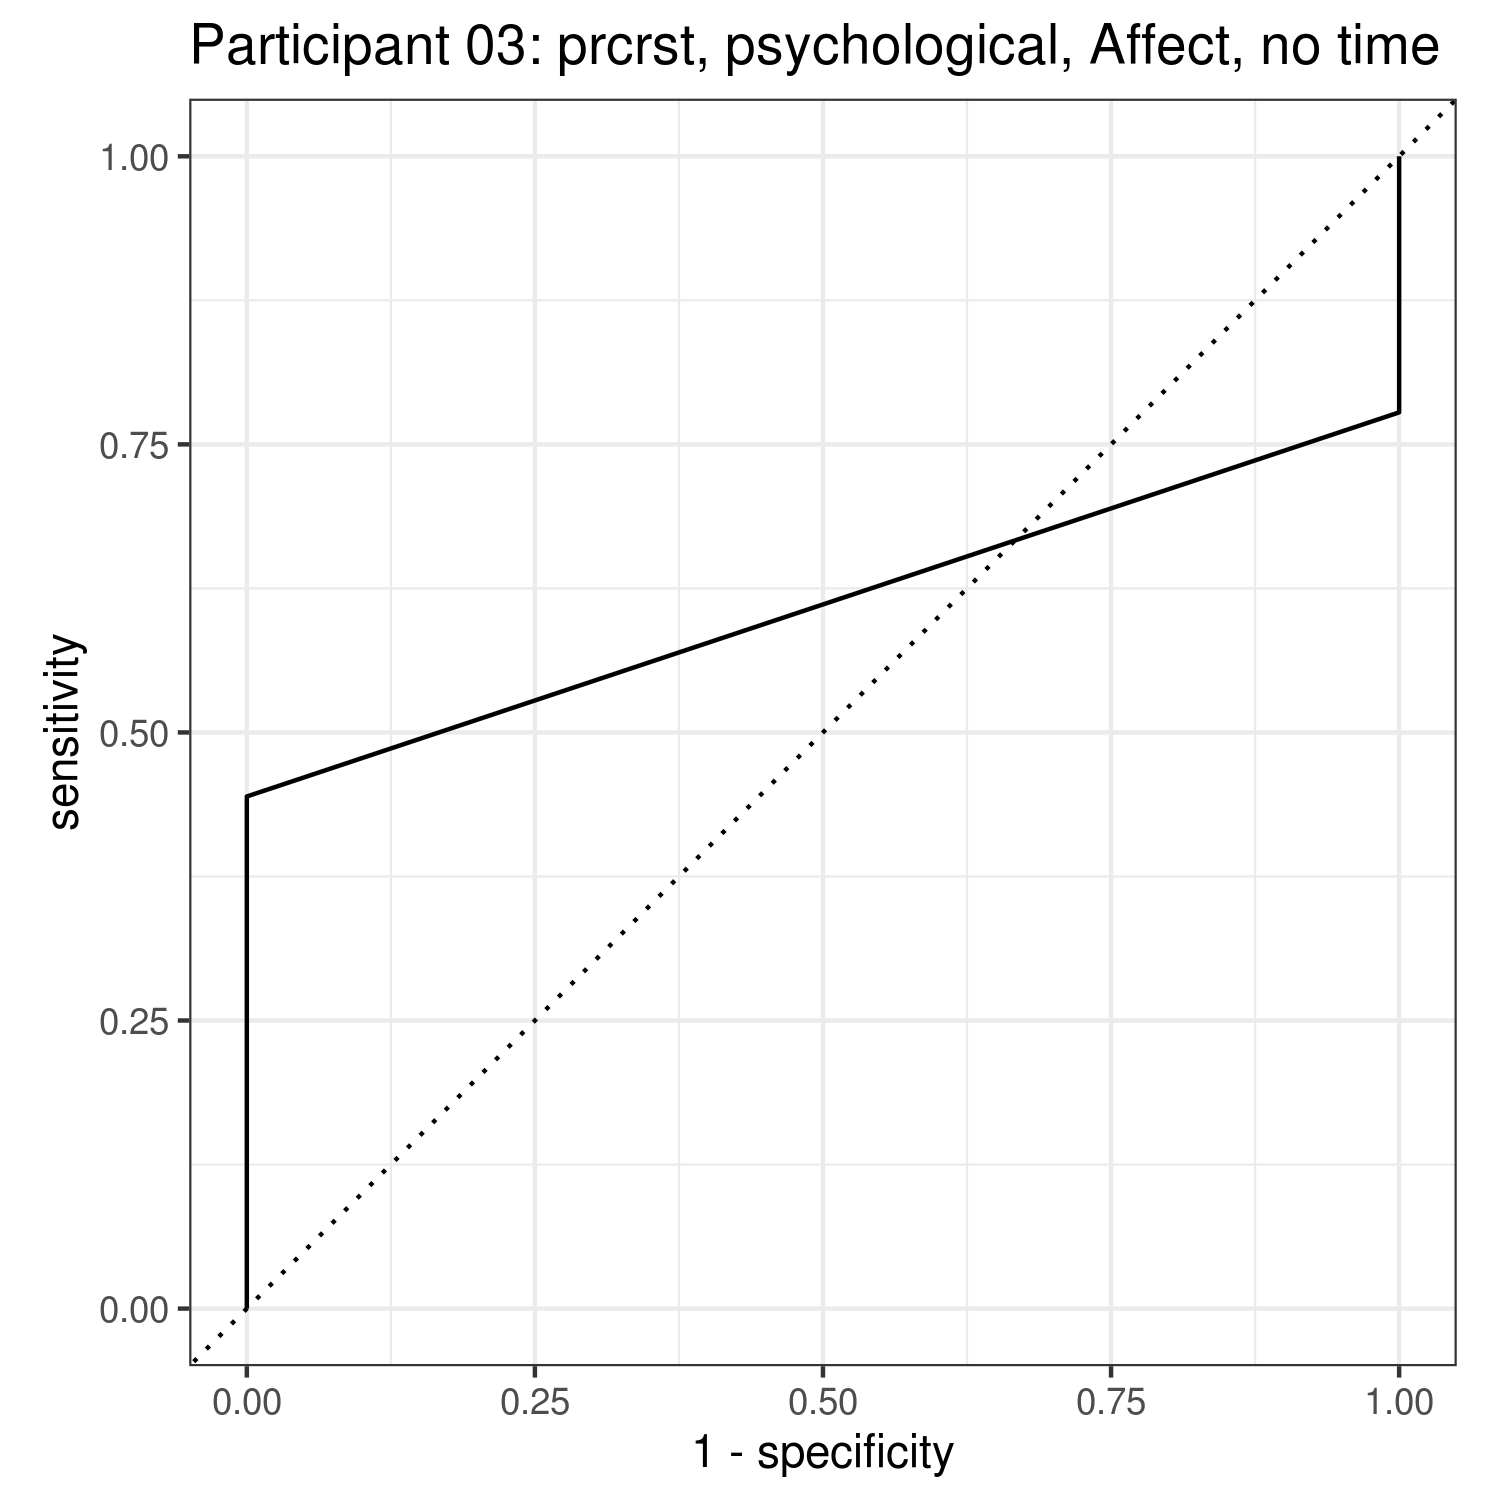 Participant 03: prcrst, psychological, Affect, no time
1.00
0.75
0.50
0.25
0.00
sensitivity
0.00 0.25 0.50 0.75 1.00
1 - specificity